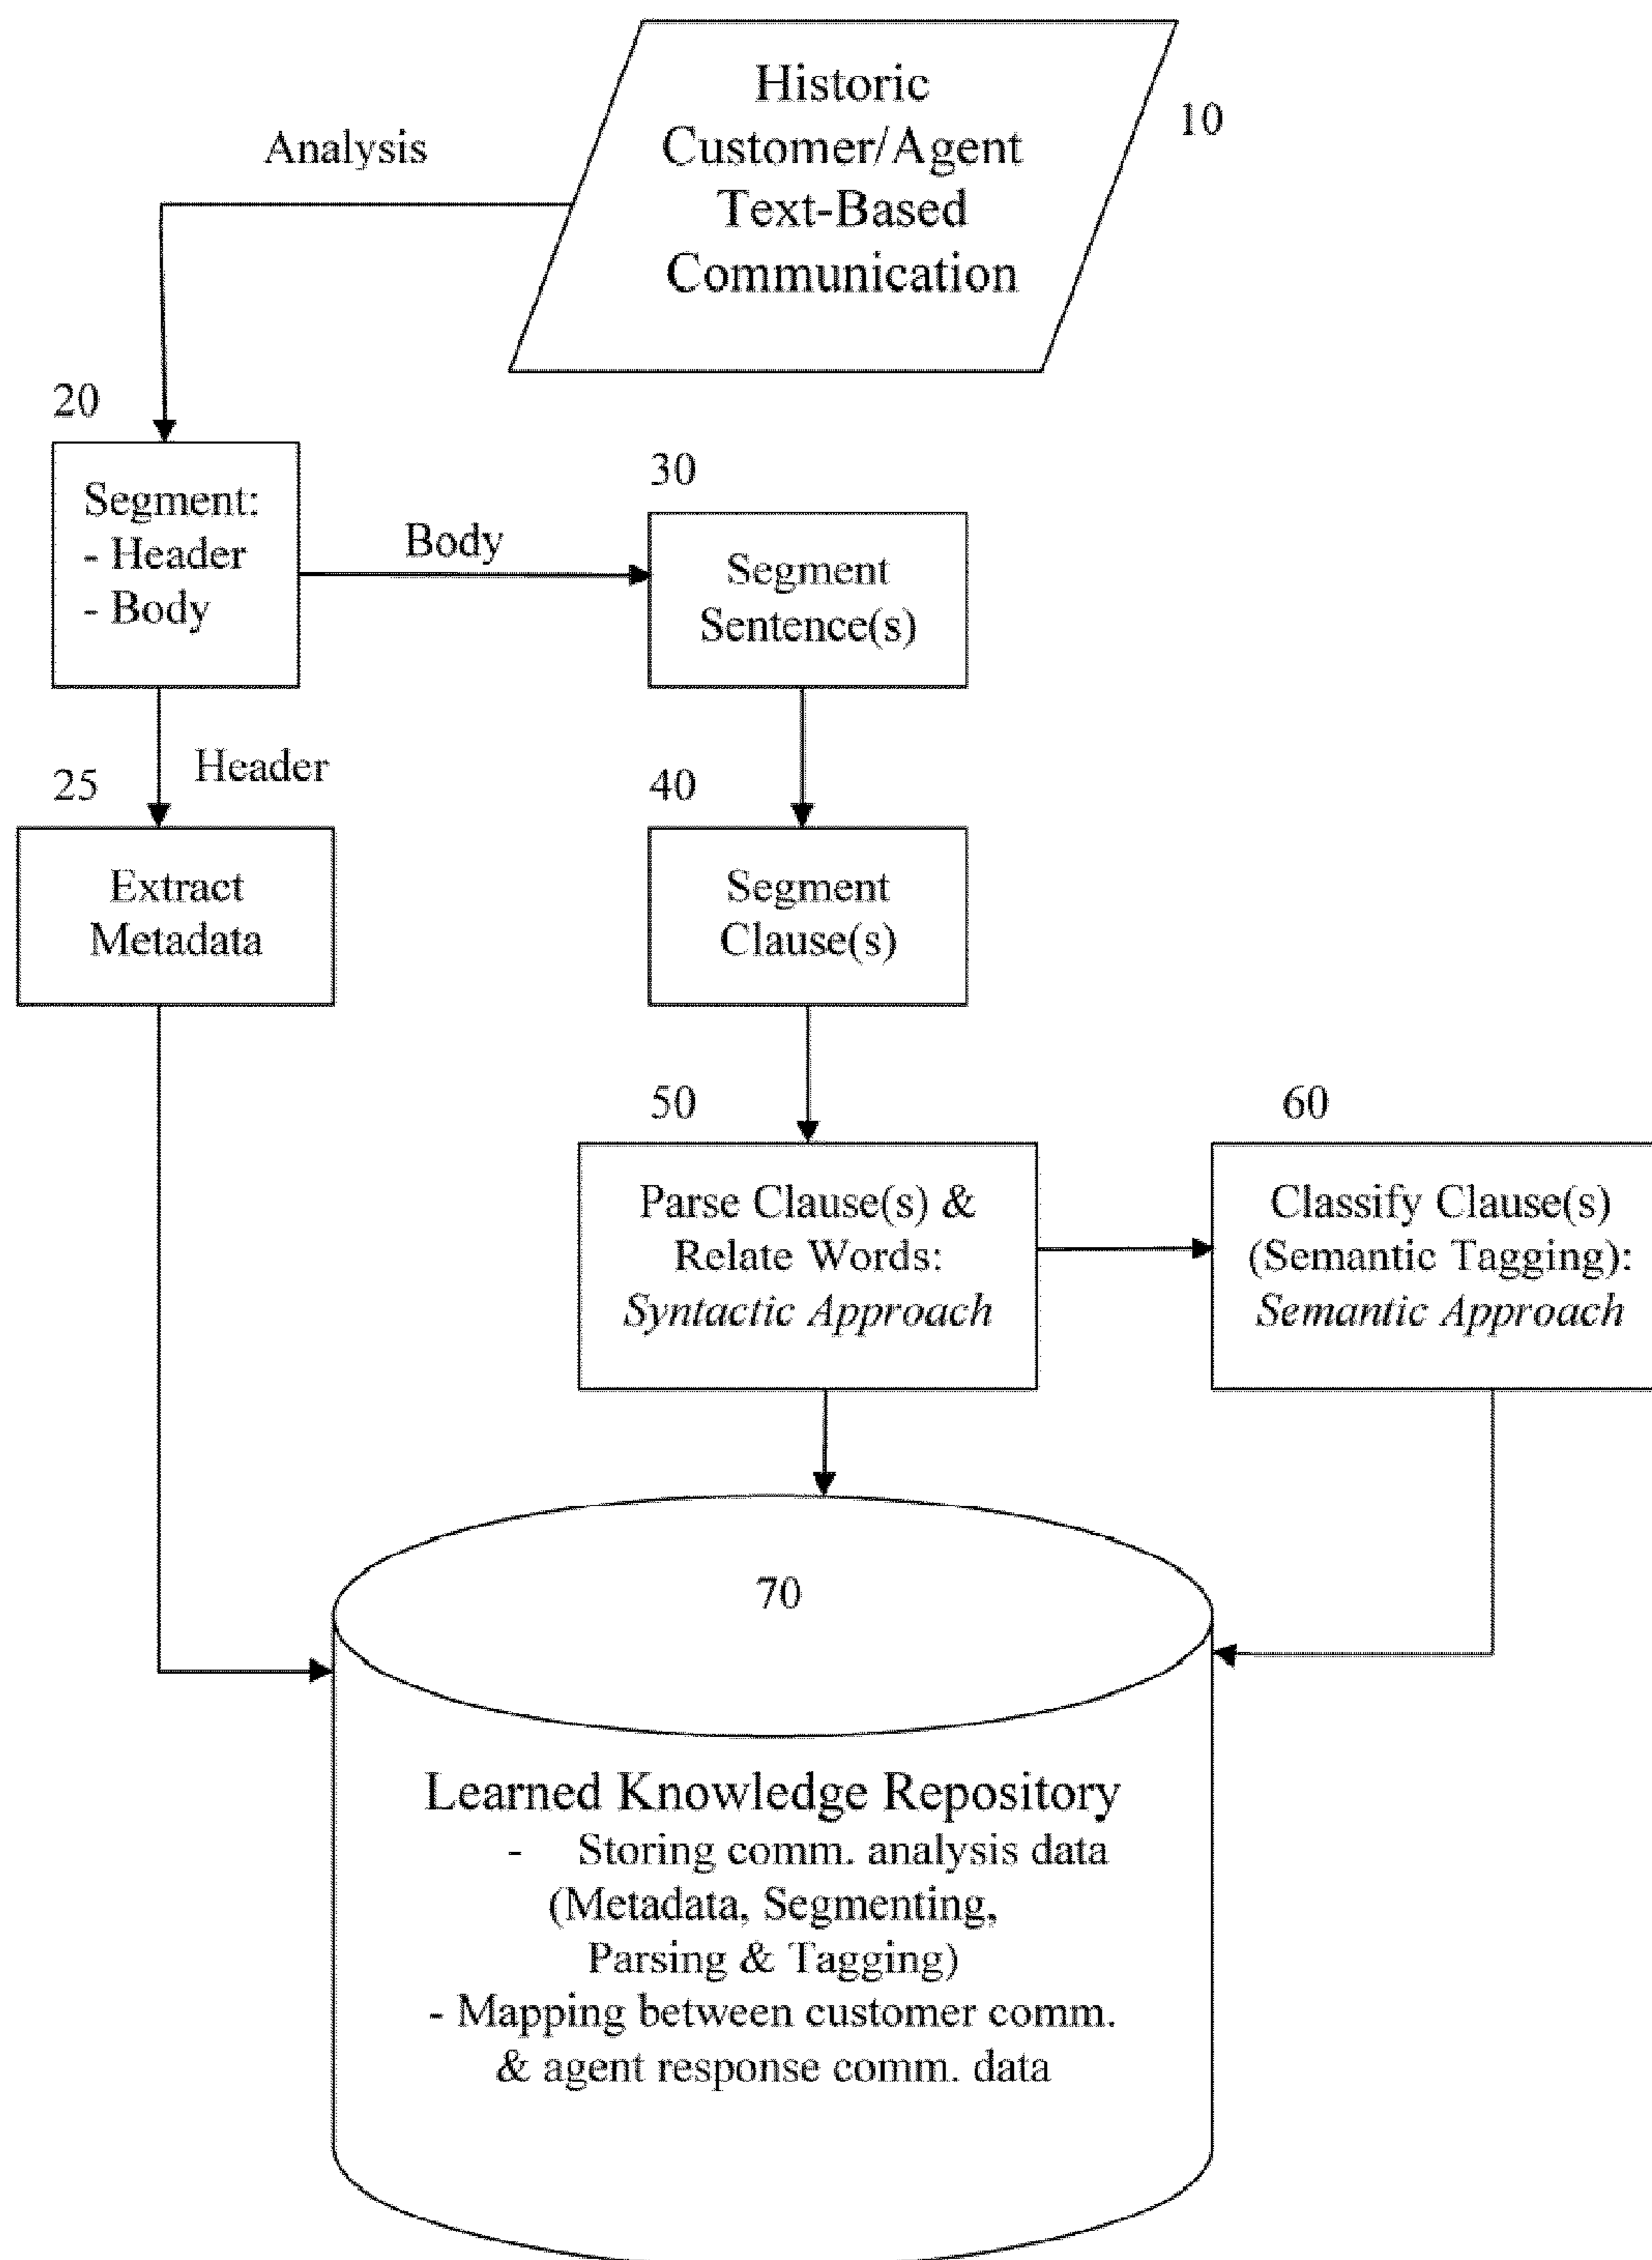 Historic
Customer/Agent
Text-Based
Communication
10
Analysis
20
Segment:
- Header
- Body
Body
30
Segment
Sentence(s)
Header
25
Extract
Metadata
40
Segment
Clause(s)
50
Parse Clause(s) &
Relate Words:
Syntactic Approach
60
Classify Clause(s)
(Semantic Tagging):
Semantic Approach
70
Learned Knowledge Repository
- Storing comm. analysis data
(Metadata, Segmenting,
Parsing & Tagging)
- Mapping between customer comm.
& agent response comm. data